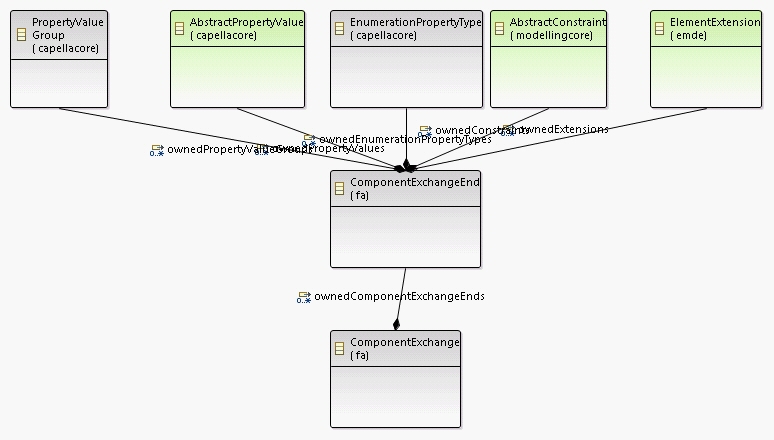 PropertyValue
Group
( capellacore)
AbstractPropertyValue
( capellacore)
EnumerationPropertyType
( capellacore)
AbstractConstraint
( modellingcore)
ElementExtension
( emde)
ownedConstraints
0..*
ownedExtensions
0..*
ownedEnumerationPropertyTypes
0..*
ownedPropertyValueGroups
0..*
ownedPropertyValues
0..*
ComponentExchangeEnd
( fa)
ownedComponentExchangeEnds
0..*
ComponentExchange
( fa)